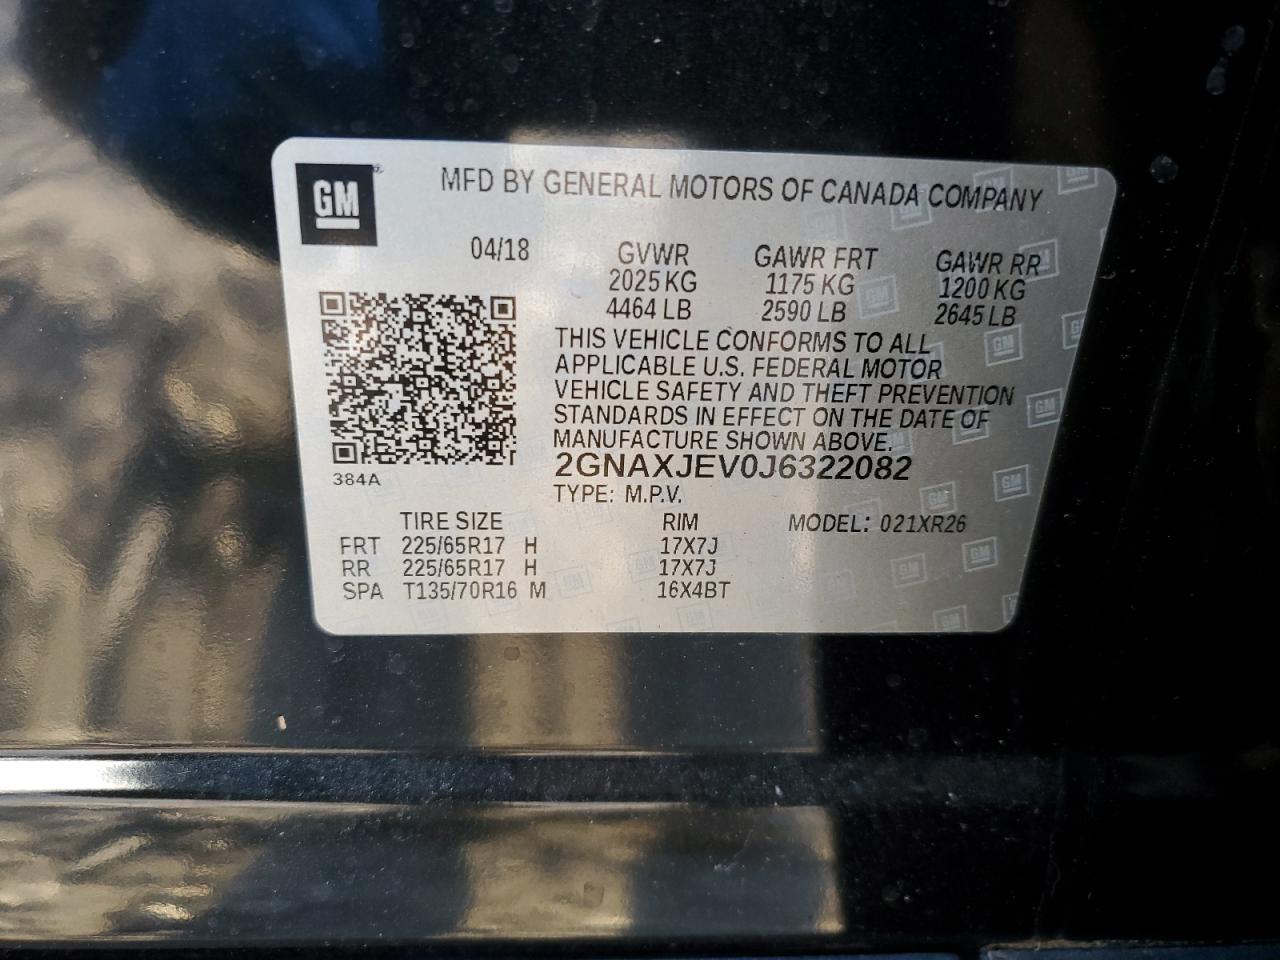 GM
MFD BY GENERAL MOTORS OF CANADA COMPANY
04/18 GVWR GAWR FRT GAWR RR
2025 KG 1175 KG 1200 KG
4464 LB 2590 LB 2645 LB
THIS VEHICLE CONFORMS TO ALL
APPLICABLE U.S. FEDERAL MOTOR
VEHICLE SAFETY AND THEFT PREVENTION
STANDARDS IN EFFECT ON THE DATE OF
MANUFACTURE SHOWN ABOVE.
2GNAXJEV0J6322082
384A
TYPE: M.P.V.
TIRE SIZE RIM MODEL: 021XR26
FRT 225/65R17 H 17X7J
RR 225/65R17 H 17X7J
SPA T135/70R16 M 16X4BT